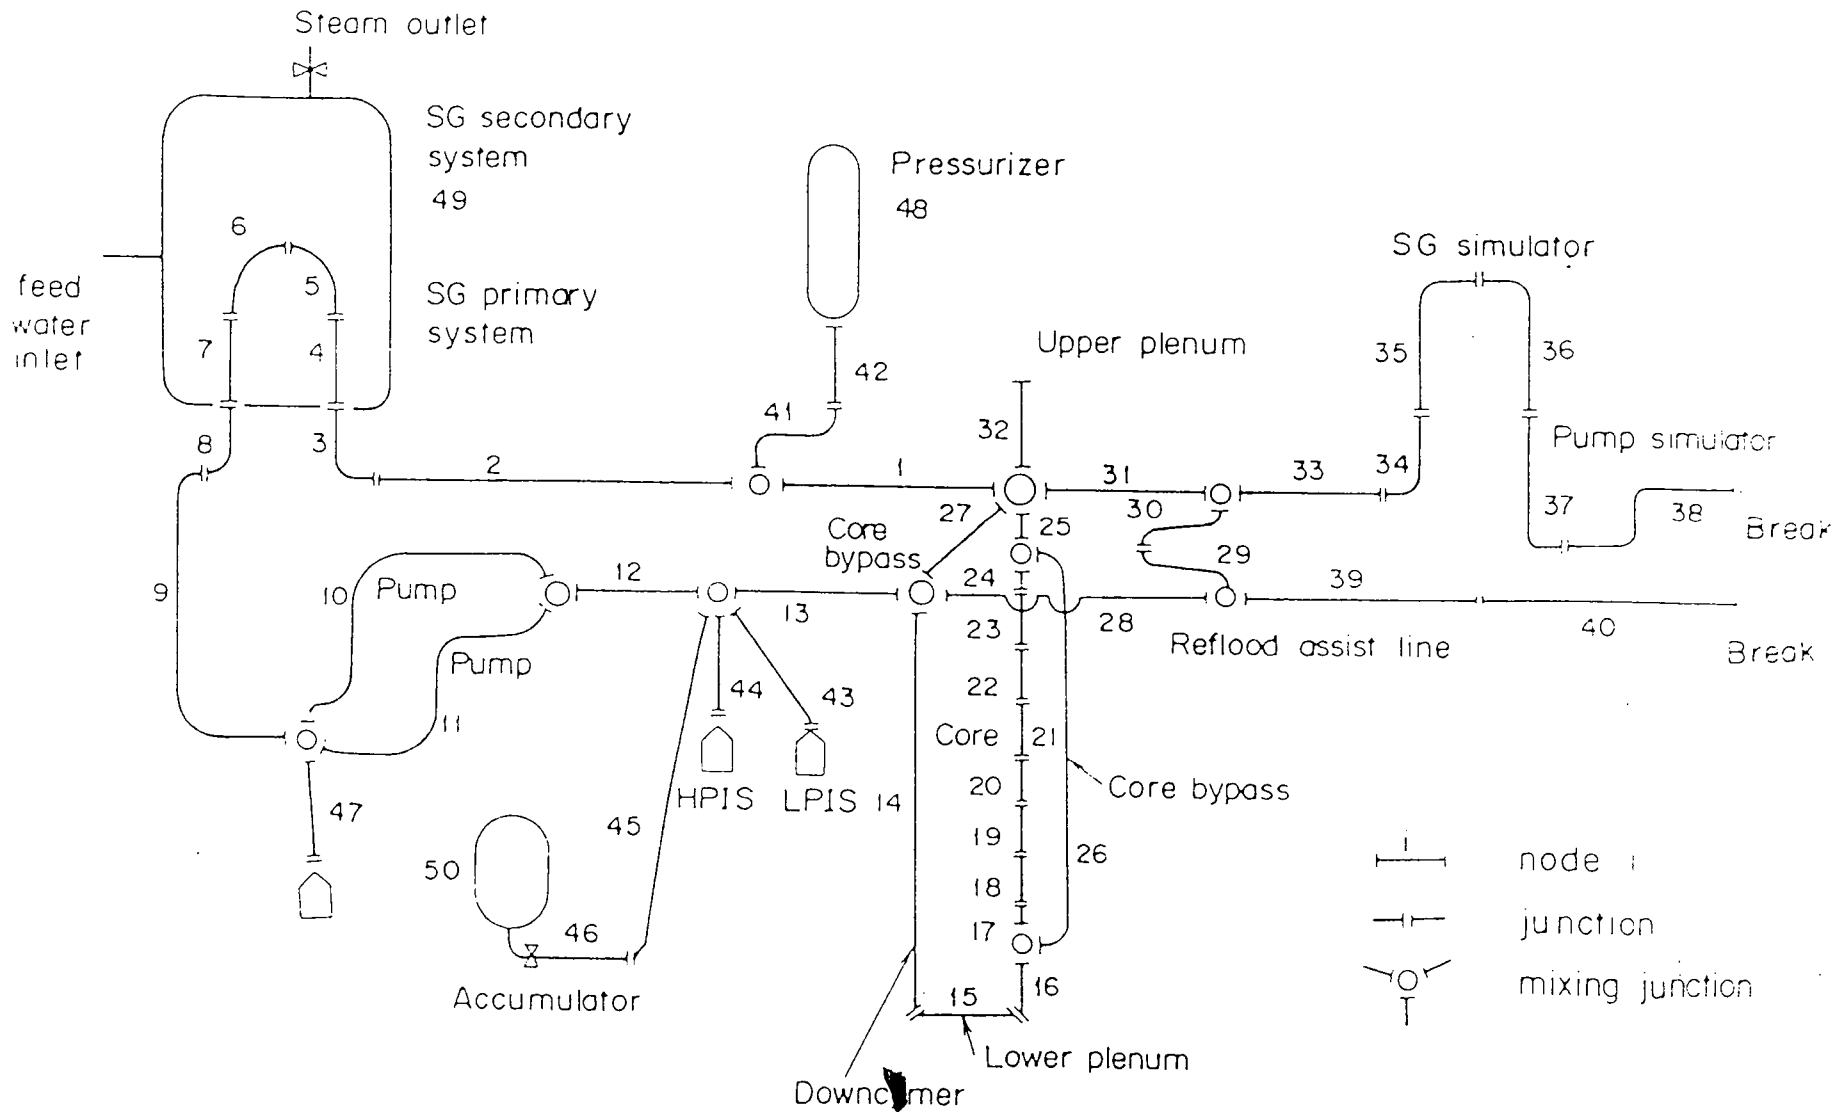 Steam outlet
SG secondary
system
49
Pressurizer
48
6
5
SG simulator
feed
water
inlet
SG primary
system
7
4
42
Upper plenum
35
36
41
32
8
3
2
1
31
33
34
Pump simulator
27
25
30
37
38
Break
Core
bypass
9
10
Pump
12
13
24
29
39
23
28
40
Reflood assist line
Break
Pump
11
44
43
22
Core
21
HPIS
LPIS
14
20
Core bypass
47
45
19
26
50
18
46
17
Accumulator
15
16
Lower plenum
node i
junction
mixing junction
i